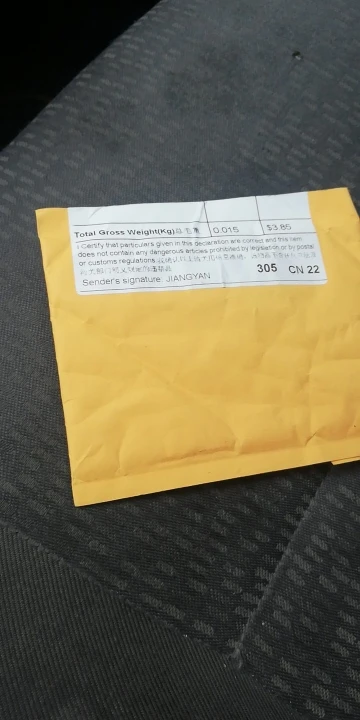 Total Gross Weight(Kg) 0.015 $3.85
I Certify that particulars given in this declaration are correct and this item
does not contain any dangerous articles prohibited by legislation or by postal
or customs regulations.
305 CN 22
Sender's signature: JIANGYAN